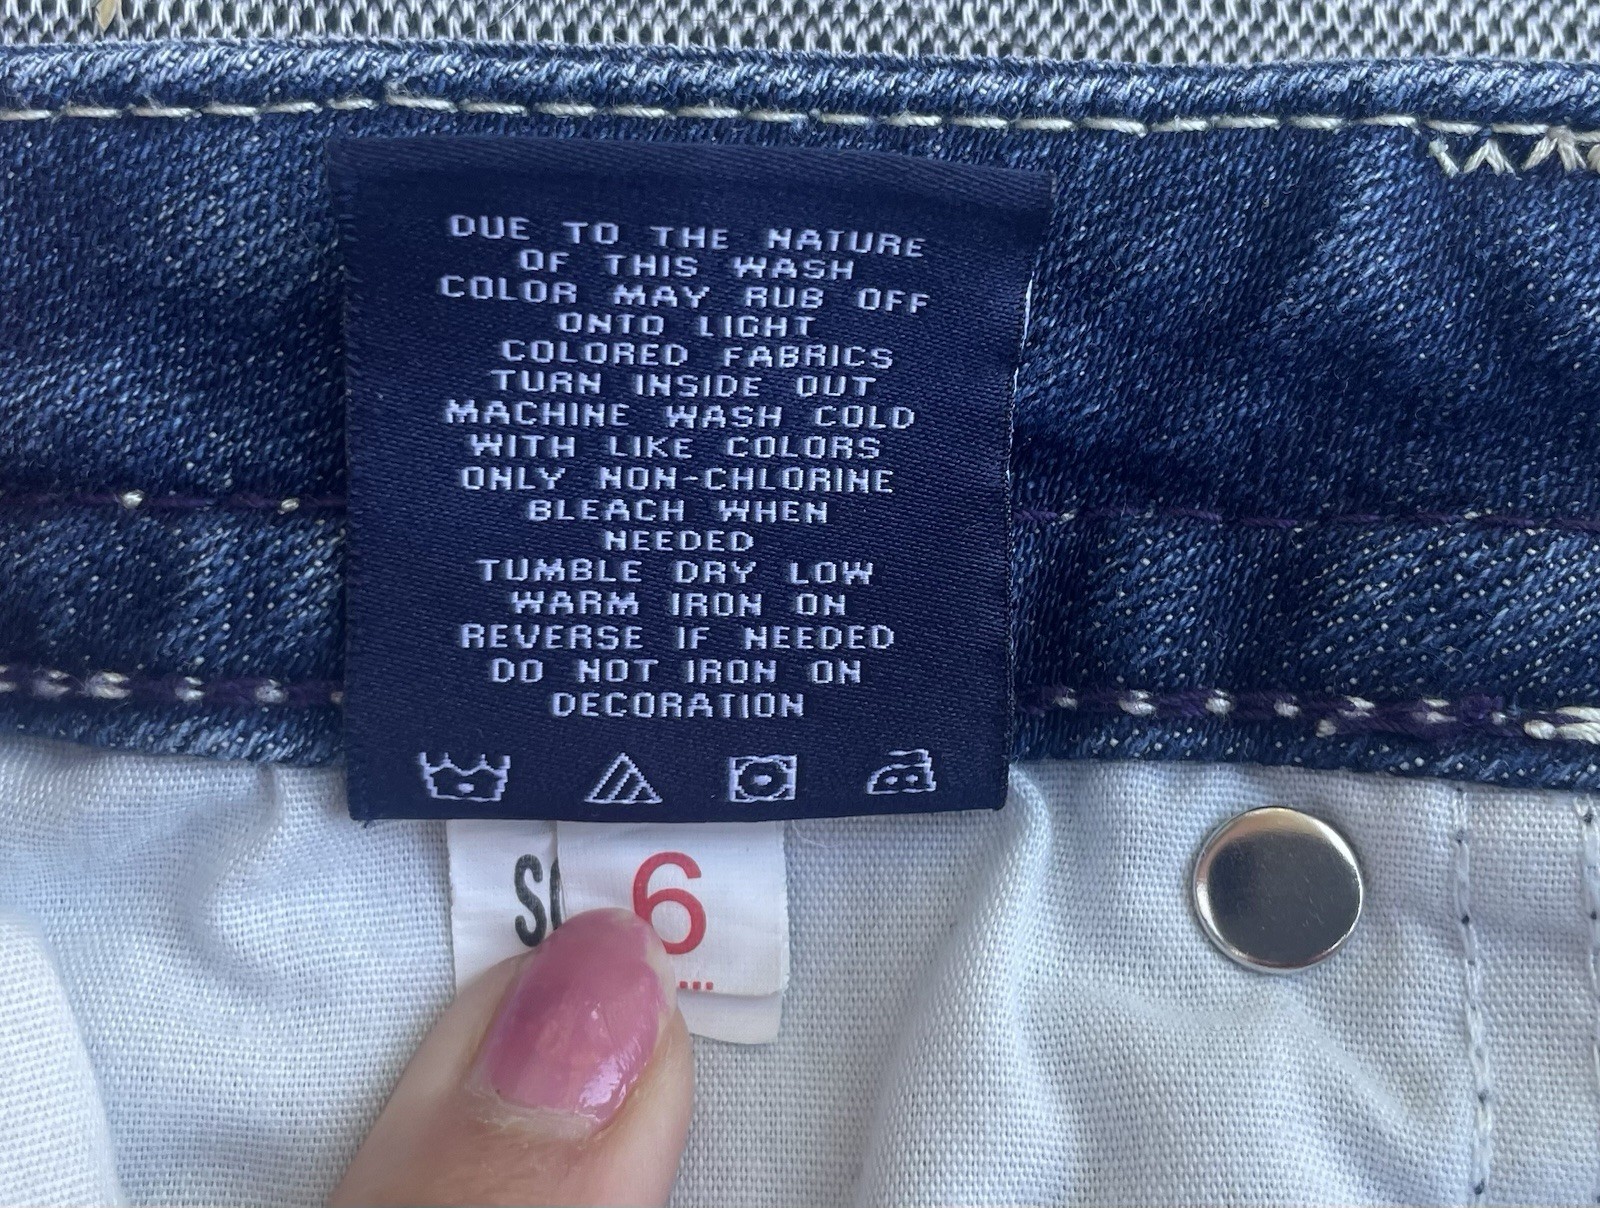 DUE TO THE NATURE
OF THIS WASH
COLOR MAY RUB OFF
ONTO LIGHT
COLORED FABRICS
TURN INSIDE OUT
MACHINE WASH COLD
WITH LIKE COLORS
ONLY NON-CHLORINE
BLEACH WHEN
NEEDED
TUMBLE DRY LOW
WARM IRON ON
REVERSE IF NEEDED
DO NOT IRON ON
DECORATION
6